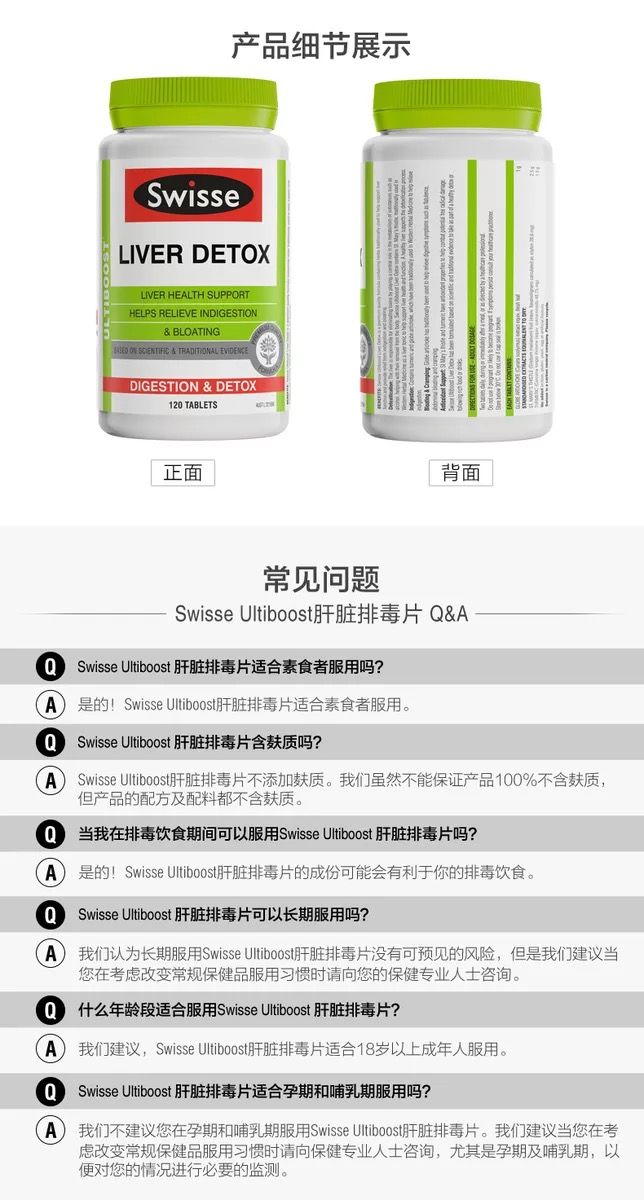 产品细节展示
Swisse
ULTIBOOST
LIVER DETOX
LIVER HEALTH SUPPORT
HELPS RELIEVE INDIGESTION
& BLOATING
BASED ON SCIENTIFIC & TRADITIONAL EVIDENCE
DIGESTION & DETOX
120 TABLETS
DIRECTIONS FOR USE - ADULT DOSAGE:
EACH TABLET CONTAINS:
正面
背面
常见问题
Swisse Ultiboost肝脏排毒片 Q&A
Q Swisse Ultiboost 肝脏排毒片适合素食者服用吗?
A 是的！Swisse Ultiboost肝脏排毒片适合素食者服用。
Q Swisse Ultiboost 肝脏排毒片含麸质吗?
A Swisse Ultiboost肝脏排毒片不添加麸质。我们虽然不能保证产品100%不含麸质，
但产品的配方及配料都不含麸质。
Q 当我在排毒饮食期间可以服用Swisse Ultiboost 肝脏排毒片吗?
A 是的！Swisse Ultiboost肝脏排毒片的成份可能会有利于你的排毒饮食。
Q Swisse Ultiboost 肝脏排毒片可以长期服用吗?
A 我们认为长期服用Swisse Ultiboost肝脏排毒片没有可预见的风险，但是我们建议当
您在考虑改变常规保健品服用习惯时请向您的保健专业人士咨询。
Q 什么年龄段适合服用Swisse Ultiboost 肝脏排毒片?
A 我们建议，Swisse Ultiboost肝脏排毒片适合18岁以上成年人服用。
Q Swisse Ultiboost 肝脏排毒片适合孕期和哺乳期服用吗?
A 我们不建议您在孕期和哺乳期服用Swisse Ultiboost肝脏排毒片。我们建议当您在考
虑改变常规保健品服用习惯时请向保健专业人士咨询，尤其是孕期及哺乳期，以
便对您的情况进行必要的监测。